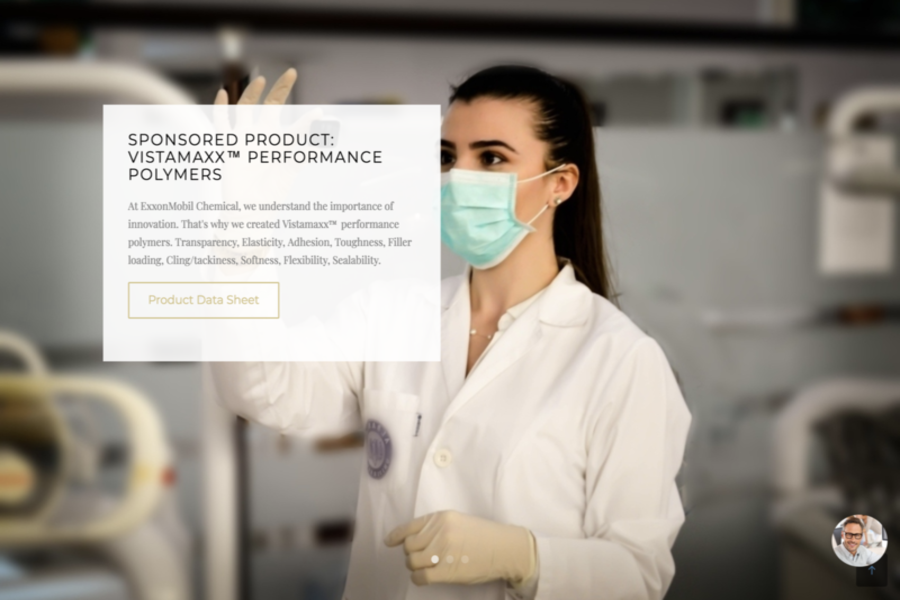 SPONSORED PRODUCT:
VISTAMAXX™ PERFORMANCE
POLYMERS
At ExxonMobil Chemical, we understand the importance of
innovation. That's why we created Vistamaxx™ performance
polymers. Transparency, Elasticity, Adhesion, Toughness, Filler
loading, Cling/tackiness, Softness, Flexibility, Sealability.
Product Data Sheet